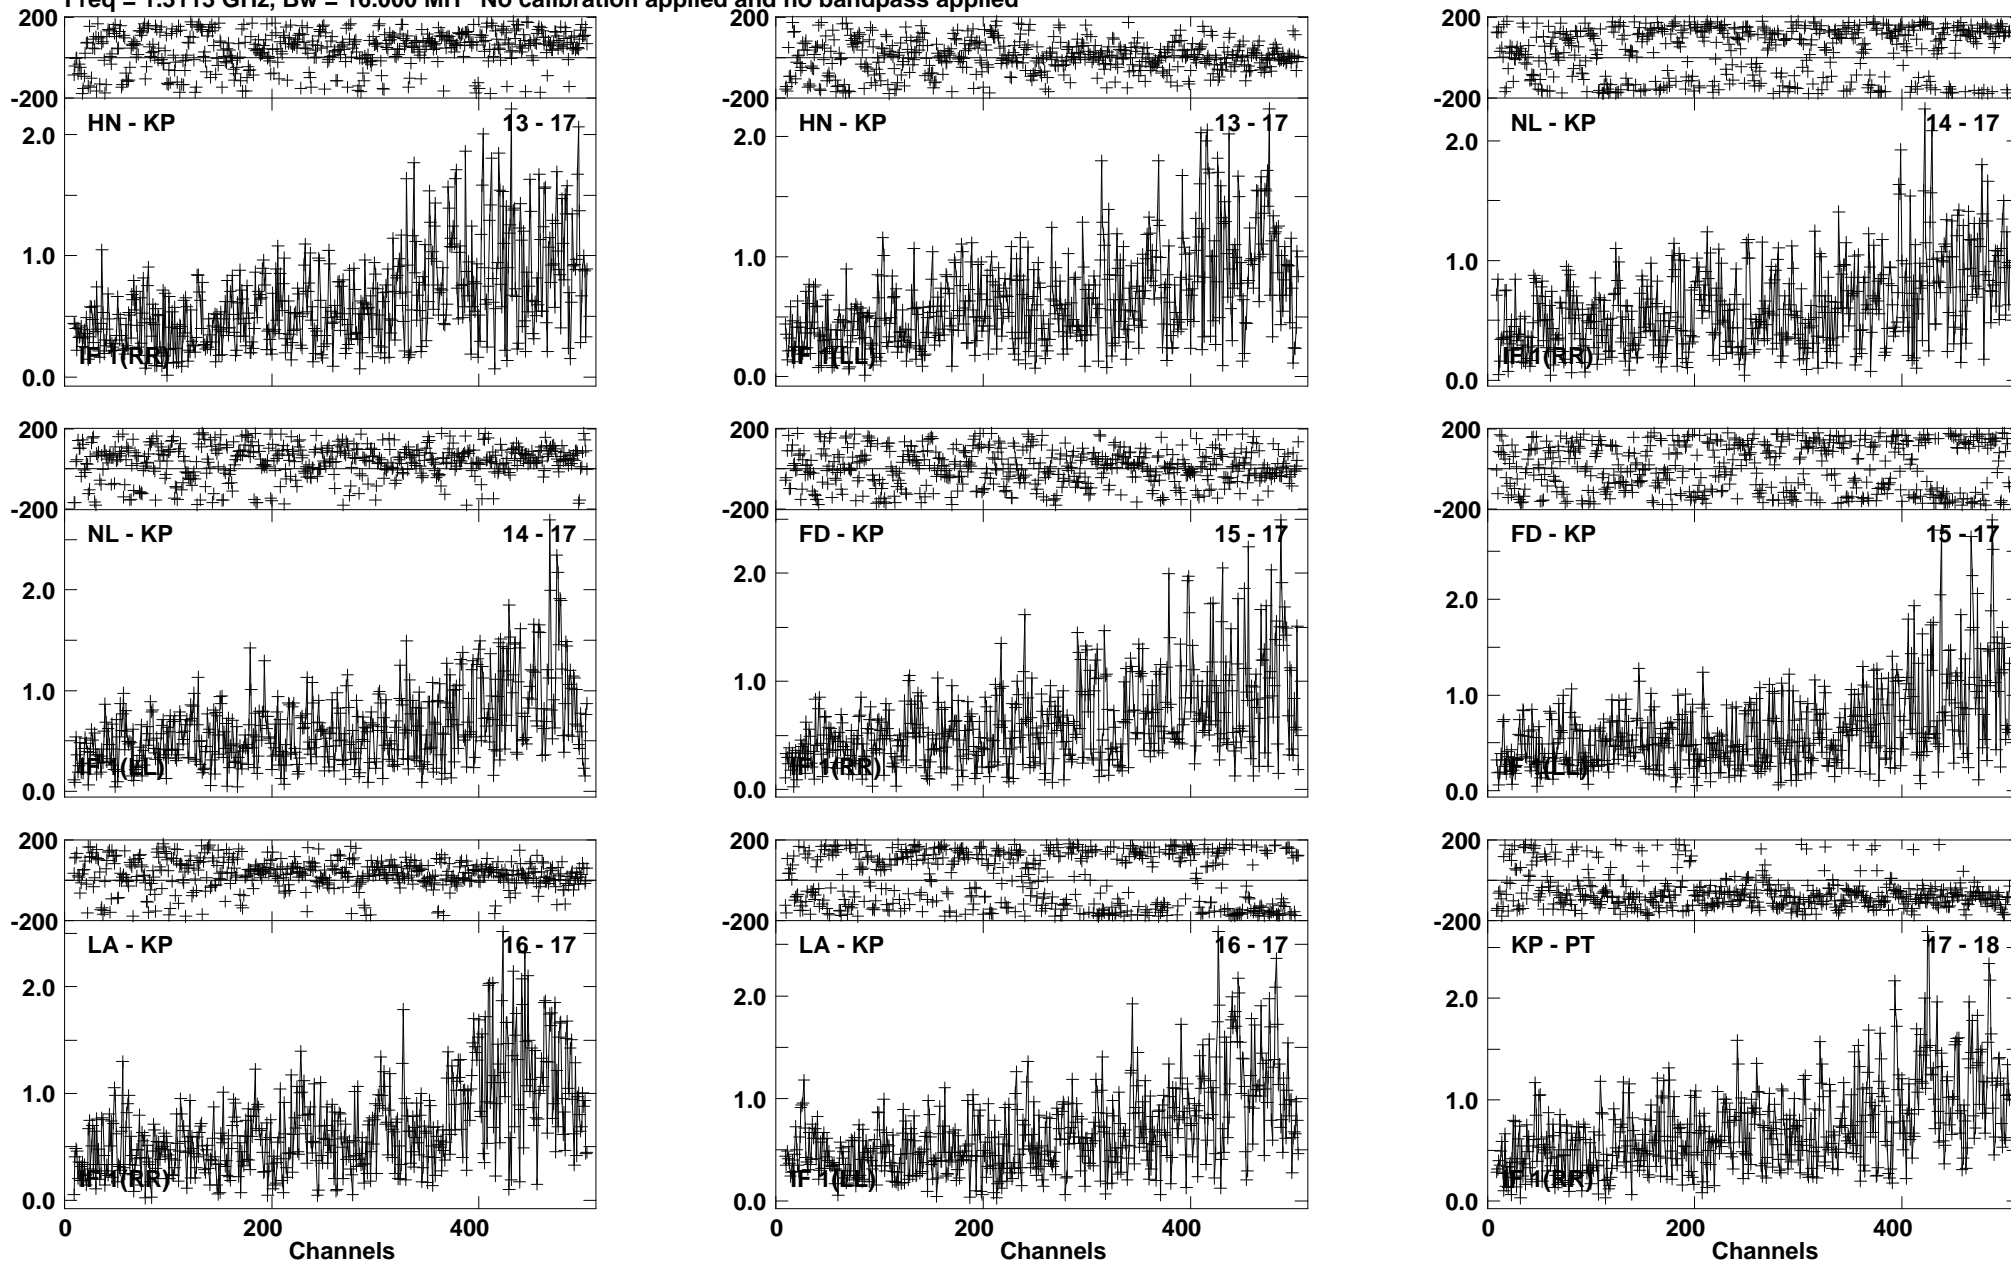 Freq = 1.3115 GHz, Bw = 16.000 MH No calibration applied and no bandpass applied
200
-200
HN - KP 13 - 17
2.0
1.0
IF 1(RR)
0.0
-200
HN - KP 13 - 17
200
2.0
1.0
IF 1(LL)
0.0
200
-200
NL - KP 14 - 17
2.0
1.0
IF 1(RR)
0.0
200
-200
NL - KP 14 - 17
2.0
1.0
IF 1(LL)
0.0
200
-200
FD - KP 15 - 17
2.0
1.0
IF 1(RR)
0.0
200
-200
FD - KP 15 - 17
2.0
1.0
IF 1(LL)
0.0
200
-200
LA - KP 16 - 17
2.0
1.0
IF 1(RR)
0.0
0 200 400
Channels
200
-200
LA - KP 16 - 17
2.0
1.0
IF 1(LL)
0.0
0 200 400
Channels
200
-200
KP - PT 17 - 18
2.0
1.0
IF 1(RR)
0.0
0 200 400
Channels